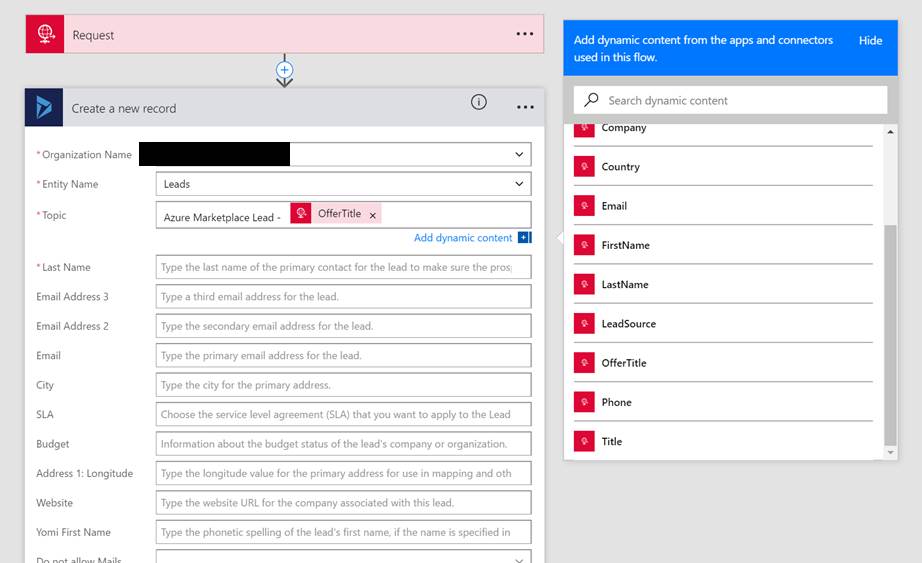 Request
Create a new record
* Organization Name
* Entity Name
Leads
* Topic
Azure Marketplace Lead - OfferTitle ×
Add dynamic content
* Last Name
Type the last name of the primary contact for the lead to make sure the pros
Email Address 3
Type a third email address for the lead.
Email Address 2
Type the secondary email address for the lead.
Email
Type the primary email address for the lead.
City
Type the city for the primary address.
SLA
Choose the service level agreement (SLA) that you want to apply to the Lead
Budget
Information about the budget status of the lead's company or organization.
Address 1: Longitude
Type the longitude value for the primary address for use in mapping and oth
Website
Type the website URL for the company associated with this lead.
Yomi First Name
Type the phonetic spelling of the lead's first name, if the name is specified in
Do not allow Mails
Add dynamic content from the apps and connectors
used in this flow.
Hide
Search dynamic content
Company
Country
Email
FirstName
LastName
LeadSource
OfferTitle
Phone
Title